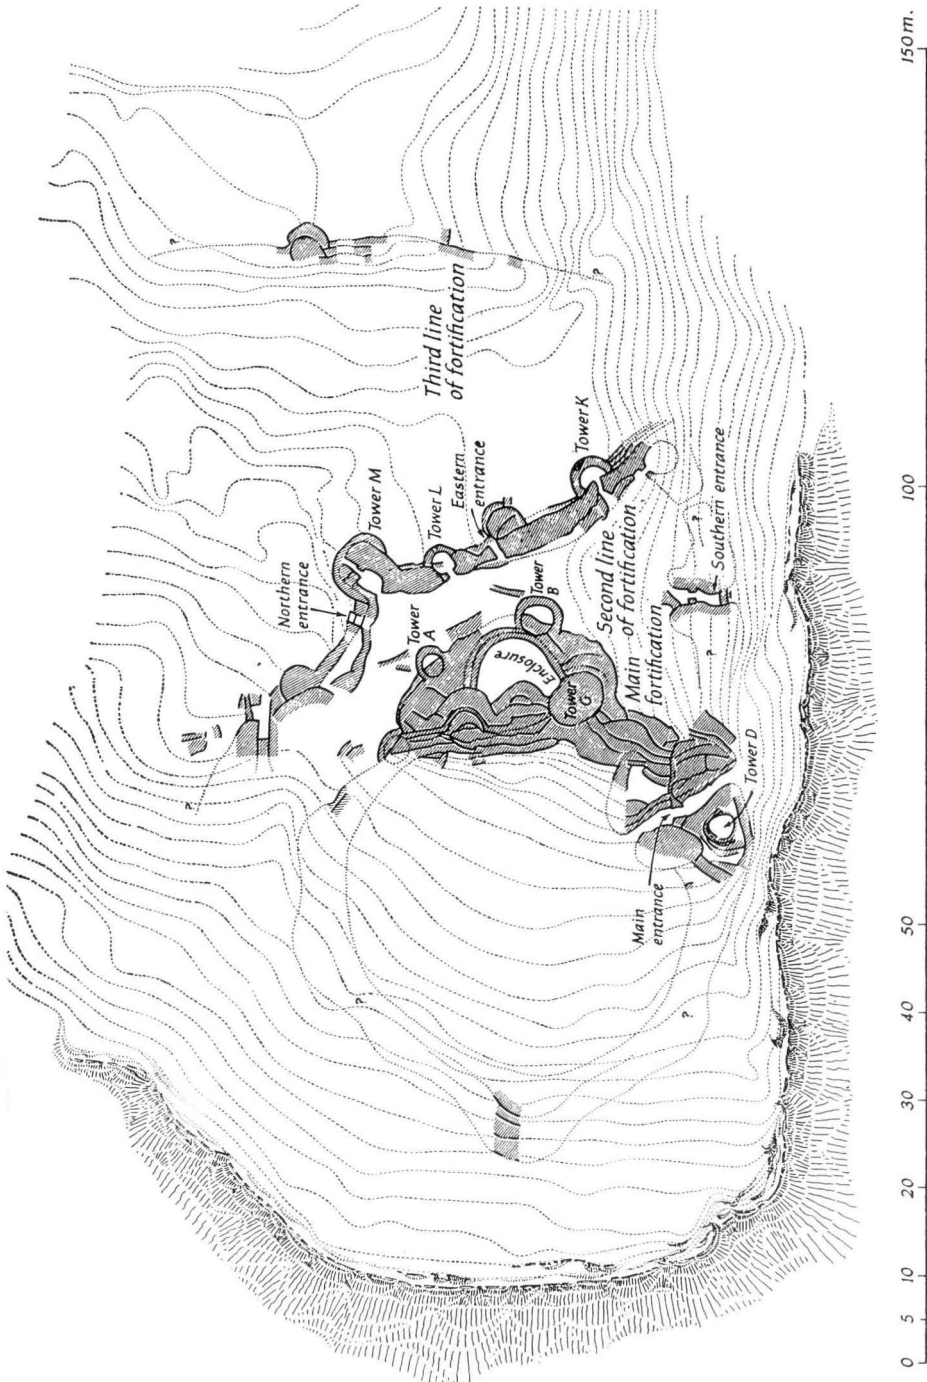 Third line
of fortification
Tower M
Northern
entrance
Tower L
Eastern
entrance
Tower K
Tower
A
Tower
B
Second line
of fortification
Main
fortification
Southern entrance
Enclosure
Tower
G
Tower D
Main
entrance
?
?
?
?
?
?
?
0 5 10 20 30 40 50 100 150 m.